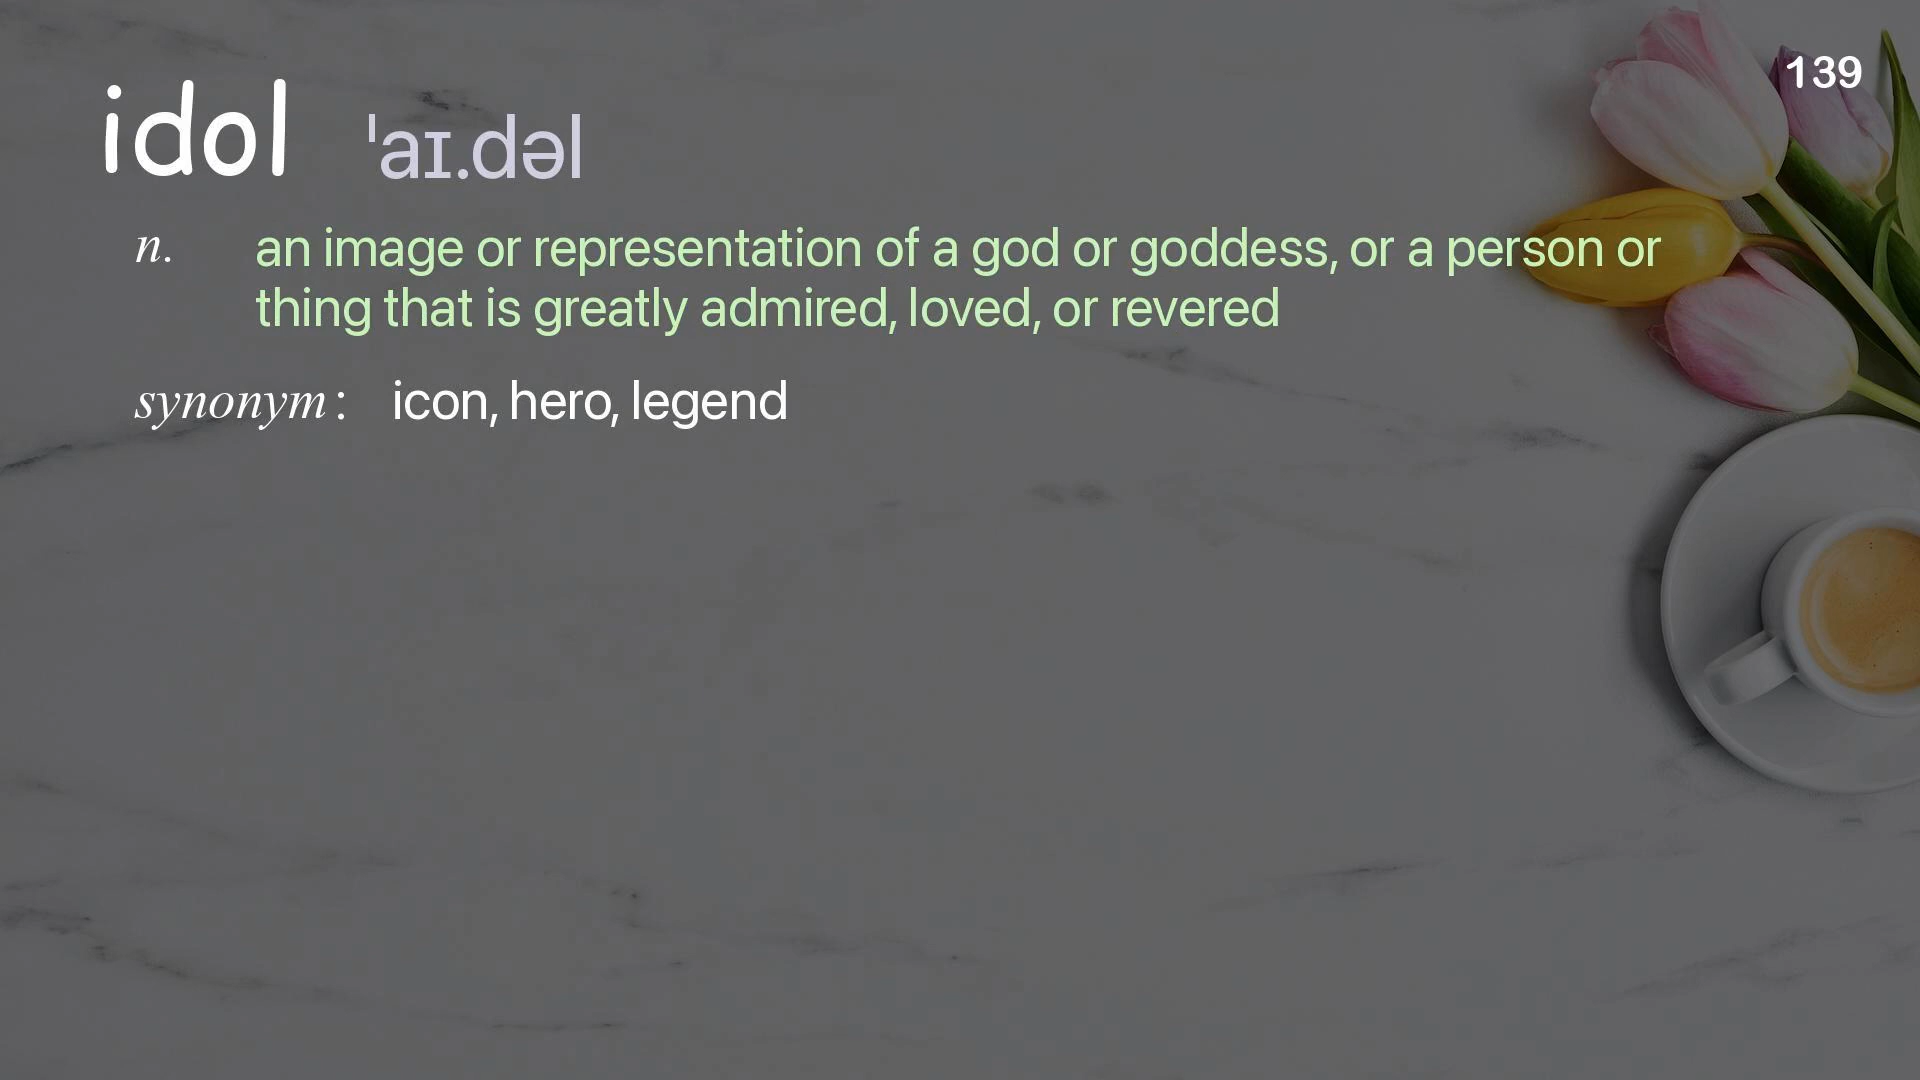 139
idol ˈaɪ.dəl
n. an image or representation of a god or goddess, or a person or
thing that is greatly admired, loved, or revered
synonym: icon, hero, legend